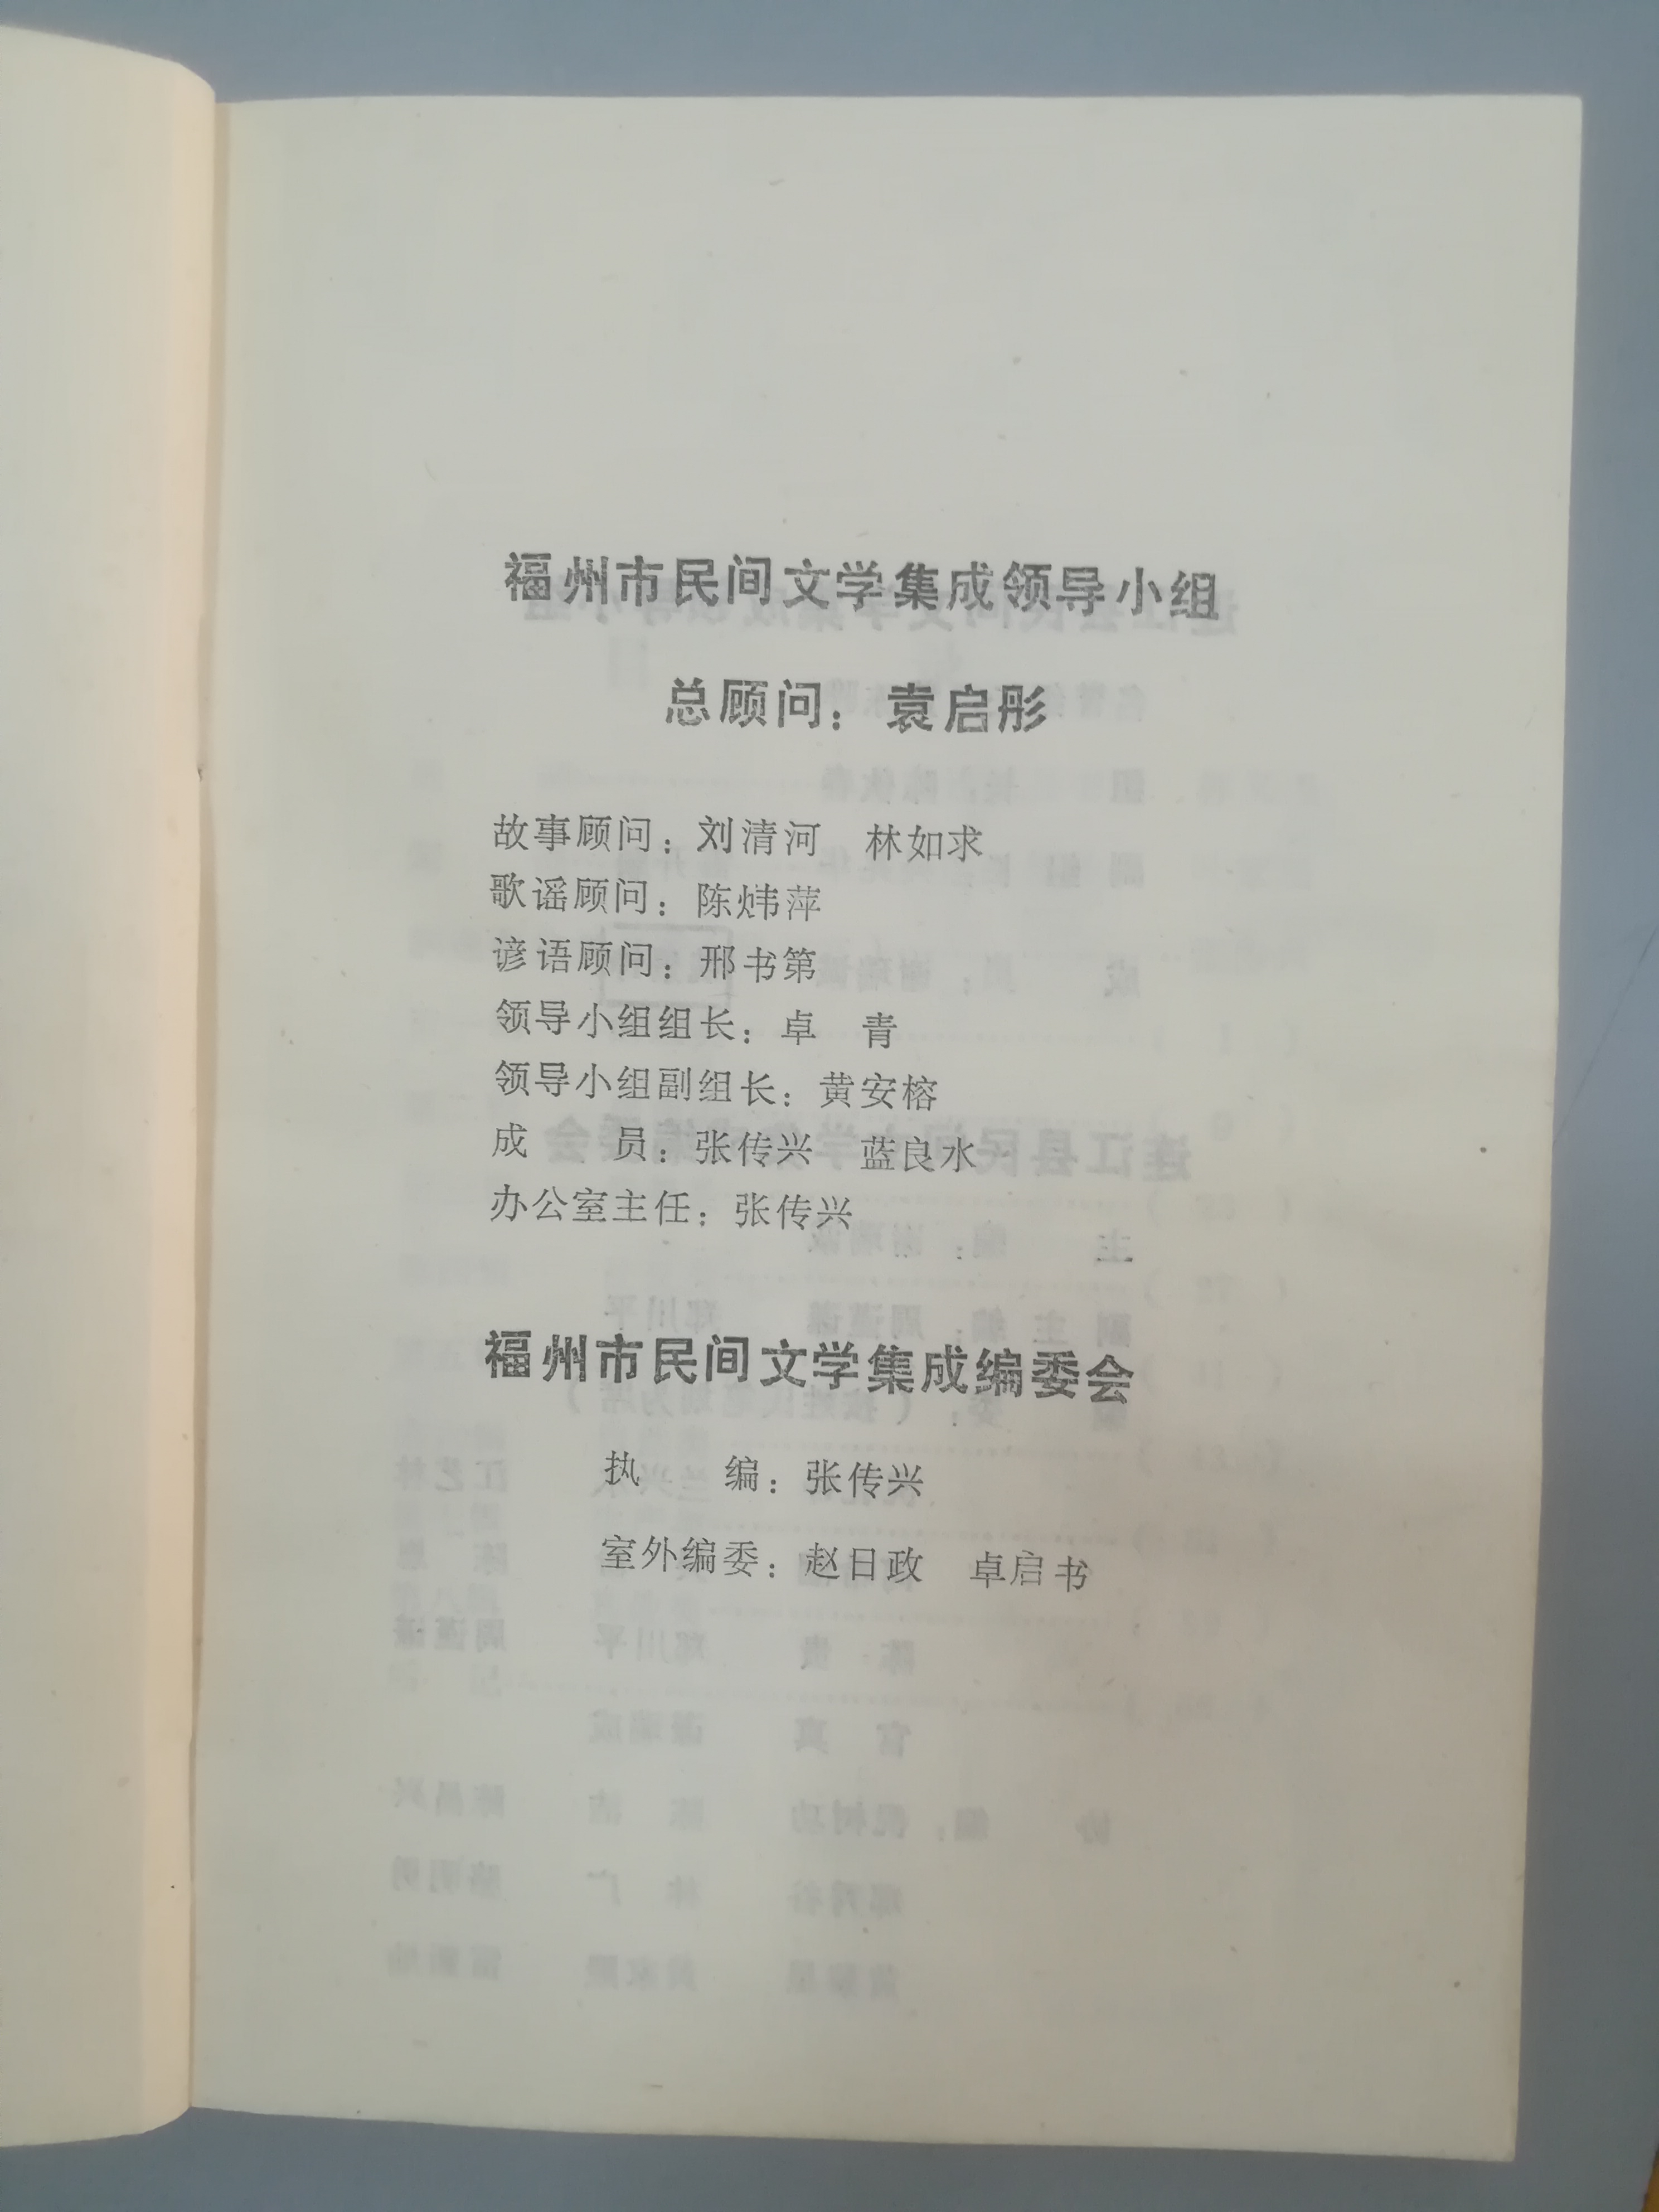 福州市民间文学集成领导小组
总顾问：袁启彤
故事顾问：刘清河　林如求
歌谣顾问：陈炜萍
谚语顾问：邢书第
领导小组组长：卓　青
领导小组副组长：黄安榕
成　　员：张传兴　蓝良水
办公室主任：张传兴
福州市民间文学集成编委会
执　　编：张传兴
室外编委：赵日政　卓启书